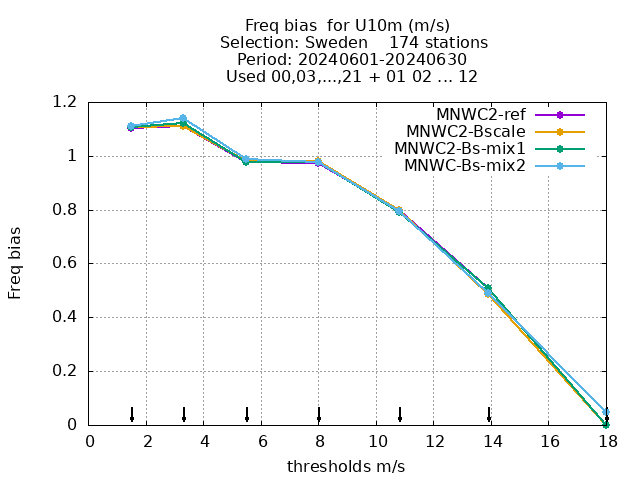 Freq bias  for U10m (m/s)
Selection: Sweden    174 stations
Period: 20240601-20240630
Used 00,03,...,21 + 01 02 ... 12
MNWC2-ref
MNWC2-Bscale
MNWC2-Bs-mix1
MNWC-Bs-mix2
1.2
1
0.8
0.6
0.4
0.2
0
Freq bias
0 2 4 6 8 10 12 14 16 18
thresholds m/s